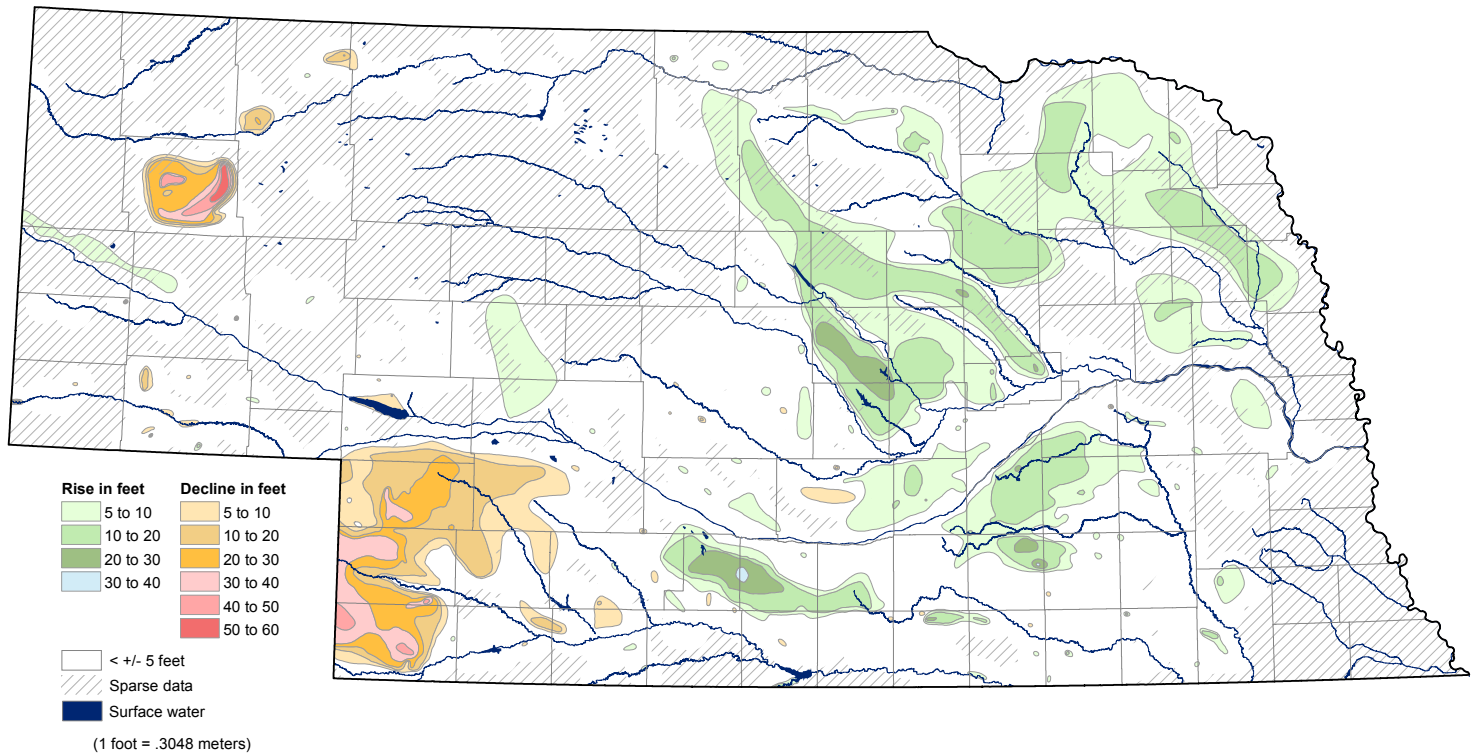 Rise in feet
5 to 10
10 to 20
20 to 30
30 to 40
Decline in feet
5 to 10
10 to 20
20 to 30
30 to 40
40 to 50
50 to 60
< +/- 5 feet
Sparse data
Surface water
(1 foot = .3048 meters)